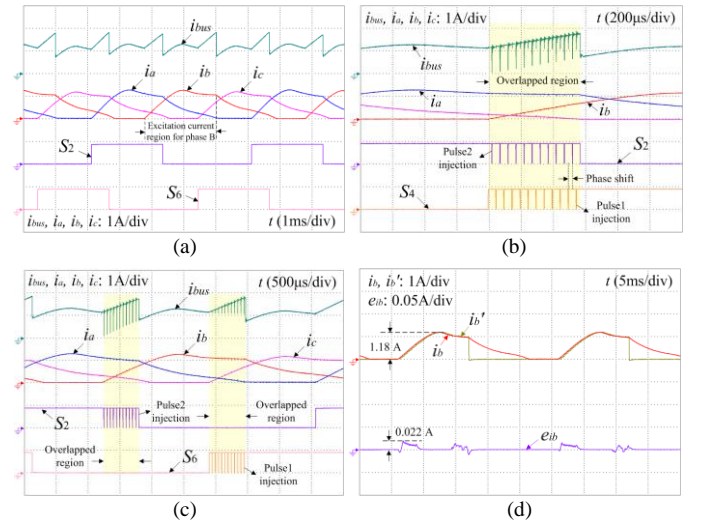 ibus
ia
ib
ic
Excitation current
region for phase B
S2
S6
ibus, ia, ib, ic: 1A/div
t (1ms/div)
(a)
ibus, ia, ib, ic: 1A/div
t (200μs/div)
ibus
Overlapped region
ia
ib
Pulse2
injection
S2
Phase shift
S4
Pulse1
injection
(b)
ibus, ia, ib, ic: 1A/div
t (500μs/div)
ibus
ia
ib
ic
S2
Pulse2
injection
Overlapped
region
Overlapped
region
S6
Pulse1
injection
(c)
ib, ib′: 1A/div
t (5ms/div)
eib: 0.05A/div
ib′
ib
1.18 A
0.022 A
eib
(d)